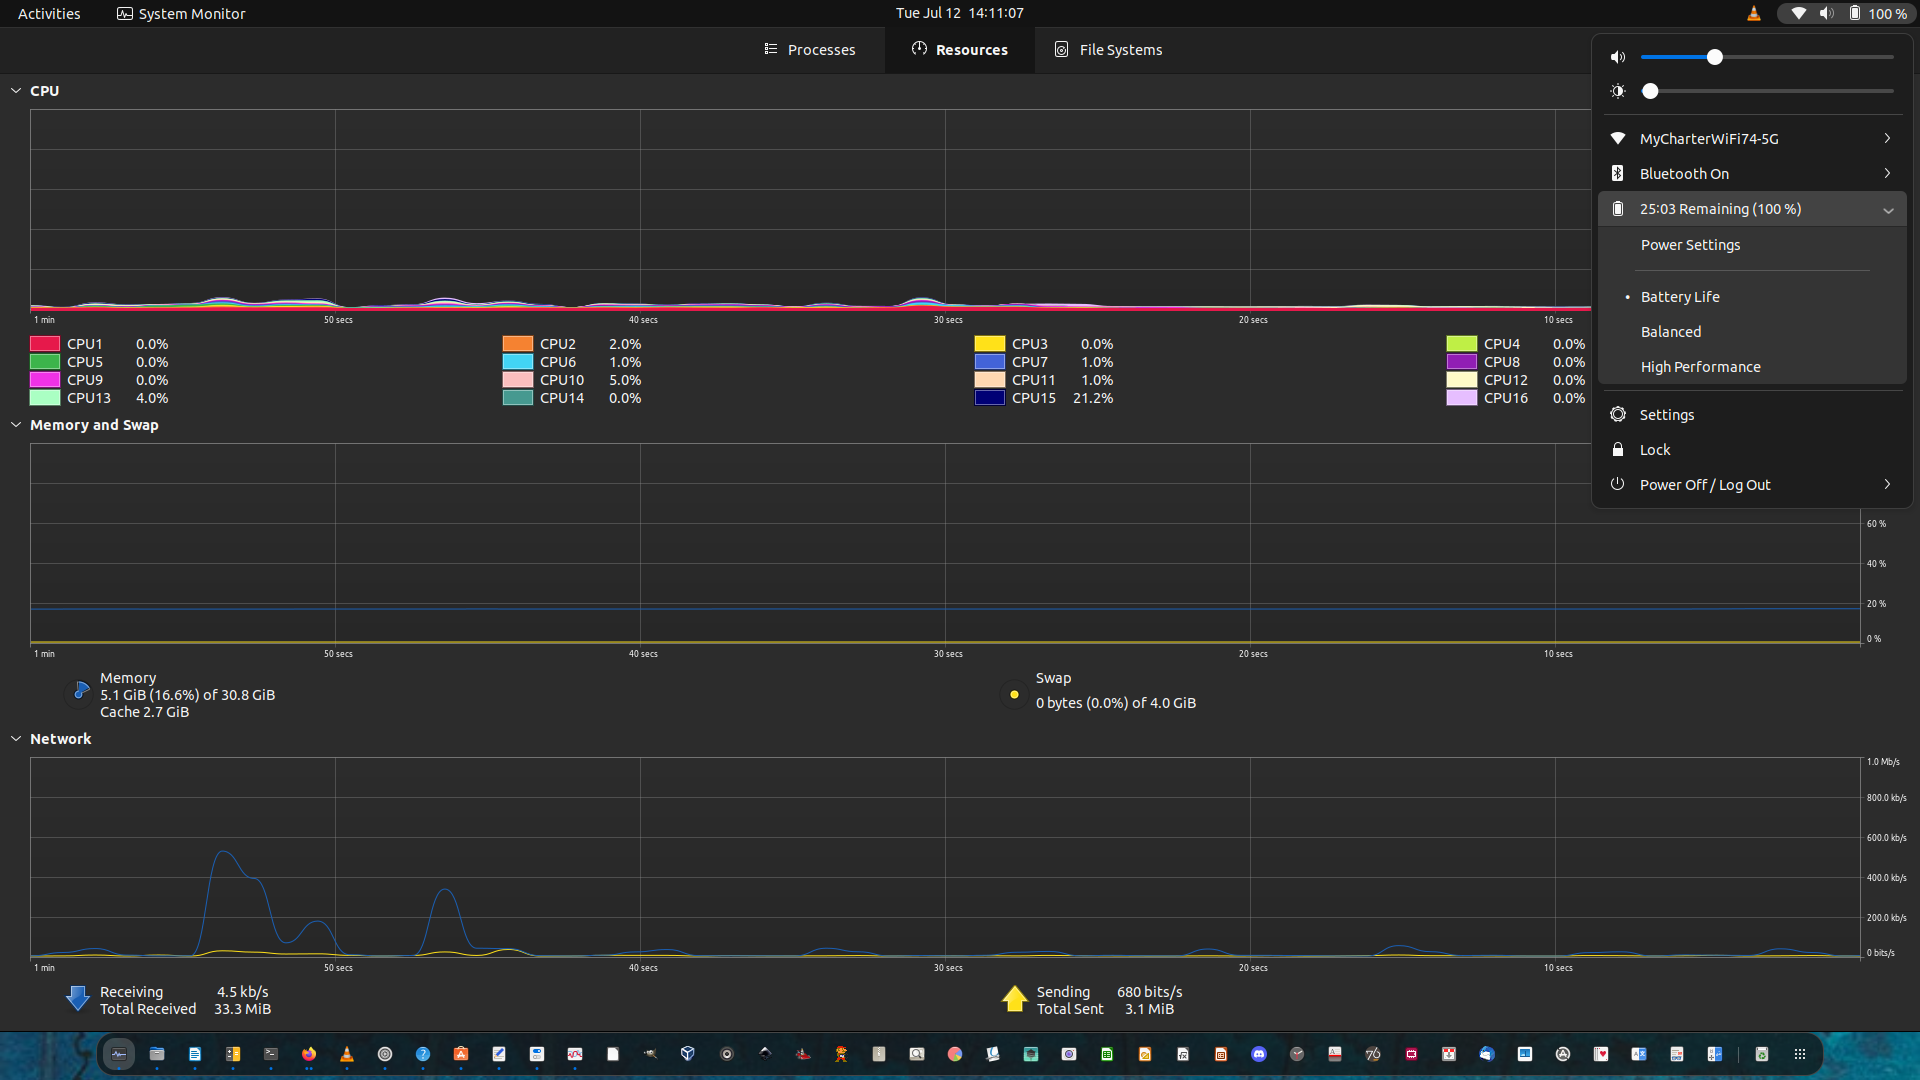 Activities
System Monitor
Tue Jul 12 14:11:07
100 %
Processes
Resources
File Systems
CPU
1 min
50 secs
40 secs
30 secs
20 secs
10 secs
CPU1 0.0%
CPU2 2.0%
CPU3 0.0%
CPU4 0.0%
CPU5 0.0%
CPU6 1.0%
CPU7 1.0%
CPU8 0.0%
CPU9 0.0%
CPU10 5.0%
CPU11 1.0%
CPU12 0.0%
CPU13 4.0%
CPU14 0.0%
CPU15 21.2%
CPU16 0.0%
MyCharterWiFi74-5G
Bluetooth On
25:03 Remaining (100 %)
Power Settings
Battery Life
Balanced
High Performance
Settings
Lock
Power Off / Log Out
Memory and Swap
60 %
40 %
20 %
0 %
1 min
50 secs
40 secs
30 secs
20 secs
10 secs
Memory
5.1 GiB (16.6%) of 30.8 GiB
Cache 2.7 GiB
Swap
0 bytes (0.0%) of 4.0 GiB
Network
1.0 Mb/s
800.0 kb/s
600.0 kb/s
400.0 kb/s
200.0 kb/s
0 bits/s
1 min
50 secs
40 secs
30 secs
20 secs
10 secs
Receiving 4.5 kb/s
Total Received 33.3 MiB
Sending 680 bits/s
Total Sent 3.1 MiB